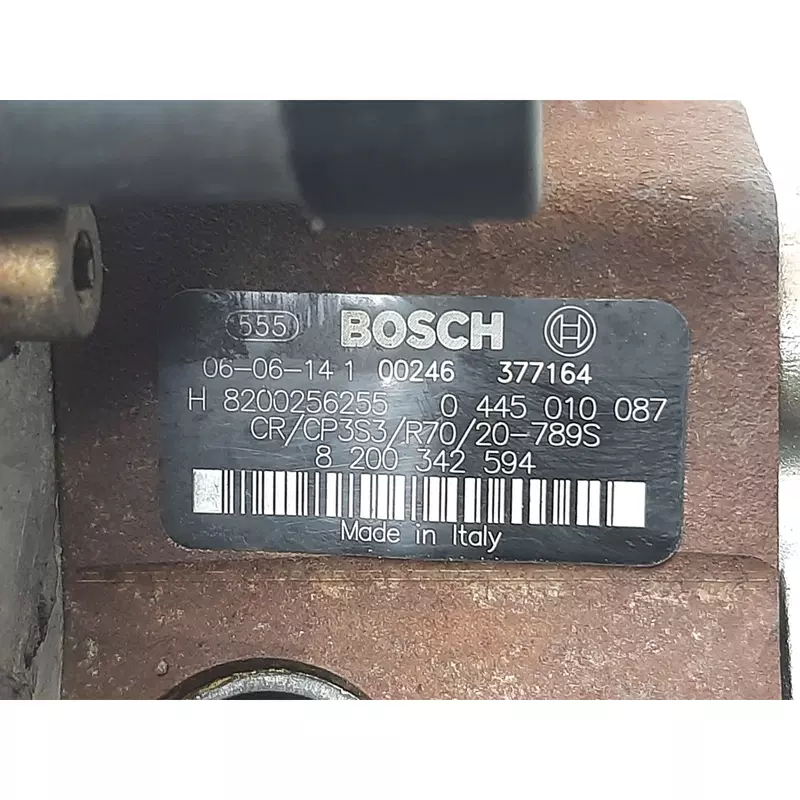 555 BOSCH H
06-06-14 1 00246 377164
H 8200256255 0 445 010 087
CR/CP3S3/R70/20-789S
8 200 342 594
Made in Italy